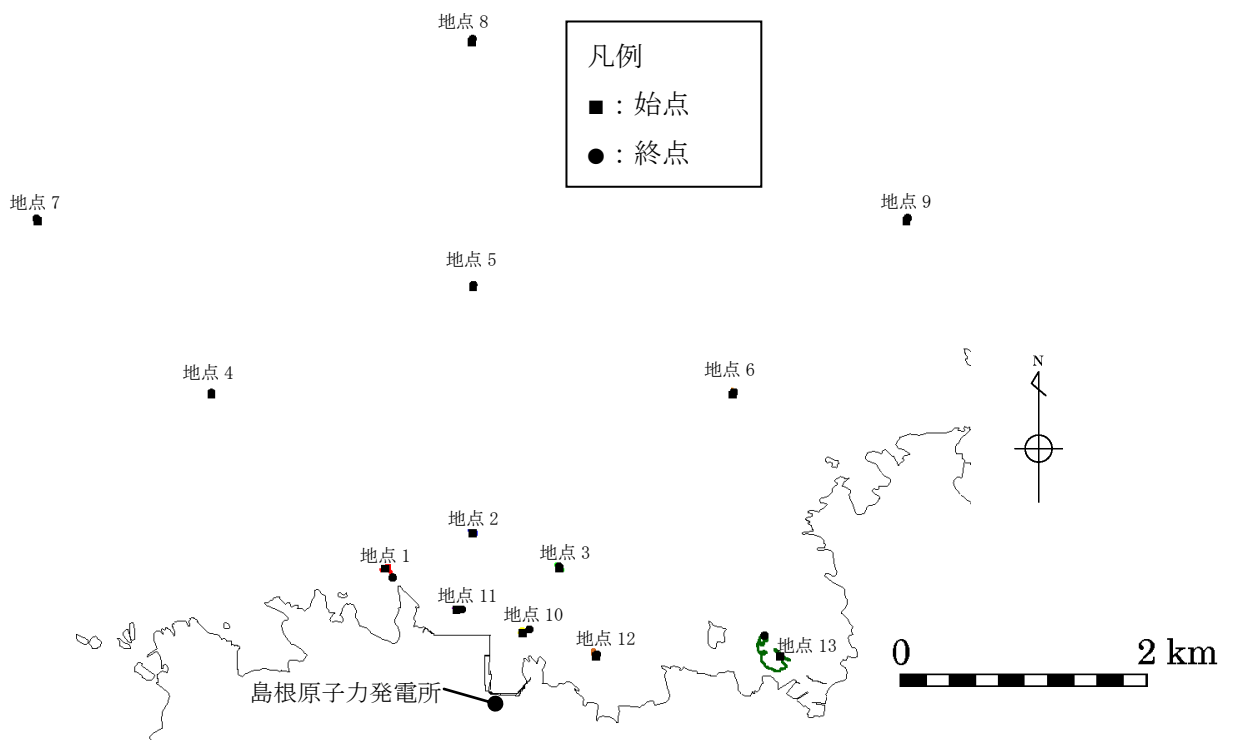 地点 8
凡例
■：始点
●：終点
地点 7
地点 9
地点 5
地点 4
地点 6
N
地点 2
地点 1
地点 3
地点 11
地点 10
地点 12
地点 13
0 2 km
島根原子力発電所